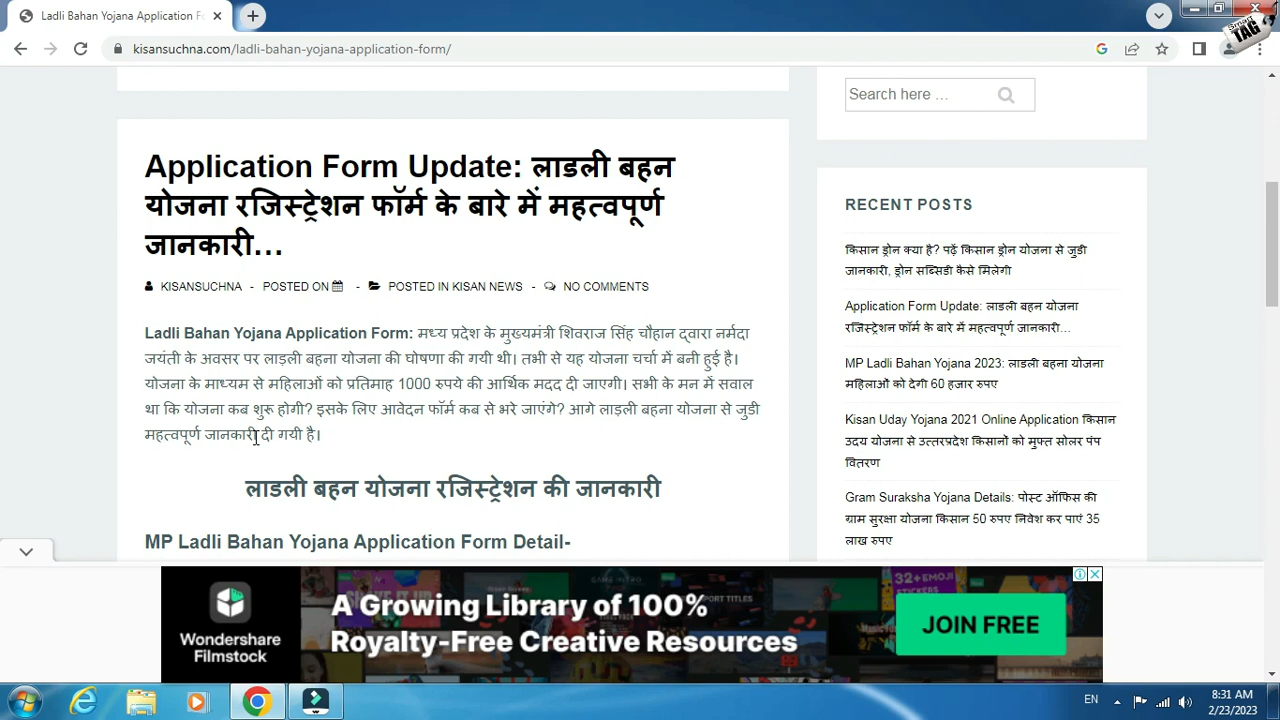 Ladli Bahan Yojana Application F
kisansuchna.com/ladli-bahan-yojana-application-form/
Smart
TAG
Search here …
Application Form Update: लाडली बहन
योजना रजिस्ट्रेशन फॉर्म के बारे में महत्वपूर्ण
जानकारी…
KISANSUCHNA - POSTED ON - POSTED IN KISAN NEWS - NO COMMENTS
Ladli Bahan Yojana Application Form: मध्य प्रदेश के मुख्यमंत्री शिवराज सिंह चौहान द्वारा नर्मदा
जयंती के अवसर पर लाड़ली बहना योजना की घोषणा की गयी थी। तभी से यह योजना चर्चा में बनी हुई है।
योजना के माध्यम से महिलाओं को प्रतिमाह 1000 रुपये की आर्थिक मदद दी जाएगी। सभी के मन में सवाल
था कि योजना कब शुरू होगी? इसके लिए आवेदन फॉर्म कब से भरे जाएंगे? आगे लाड़ली बहना योजना से जुडी
महत्वपूर्ण जानकारी दी गयी है।
लाडली बहन योजना रजिस्ट्रेशन की जानकारी
MP Ladli Bahan Yojana Application Form Detail-
RECENT POSTS
किसान ड्रोन क्या है? पढ़ें किसान ड्रोन योजना से जुडी
जानकारी, ड्रोन सब्सिडी कैसे मिलेगी
Application Form Update: लाडली बहन योजना
रजिस्ट्रेशन फॉर्म के बारे में महत्वपूर्ण जानकारी…
MP Ladli Bahan Yojana 2023: लाडली बहना योजना
महिलाओं को देगी 60 हजार रुपए
Kisan Uday Yojana 2021 Online Application किसान
उदय योजना से उत्तरप्रदेश किसानों को मुफ्त सोलर पंप
वितरण
Gram Suraksha Yojana Details: पोस्ट ऑफिस की
ग्राम सुरक्षा योजना किसान 50 रुपए निवेश कर पाएं 35
लाख रुपए
Wondershare
Filmstock
A Growing Library of 100%
Royalty-Free Creative Resources
JOIN FREE
32+EMOJI
EN
8:31 AM
2/23/2023